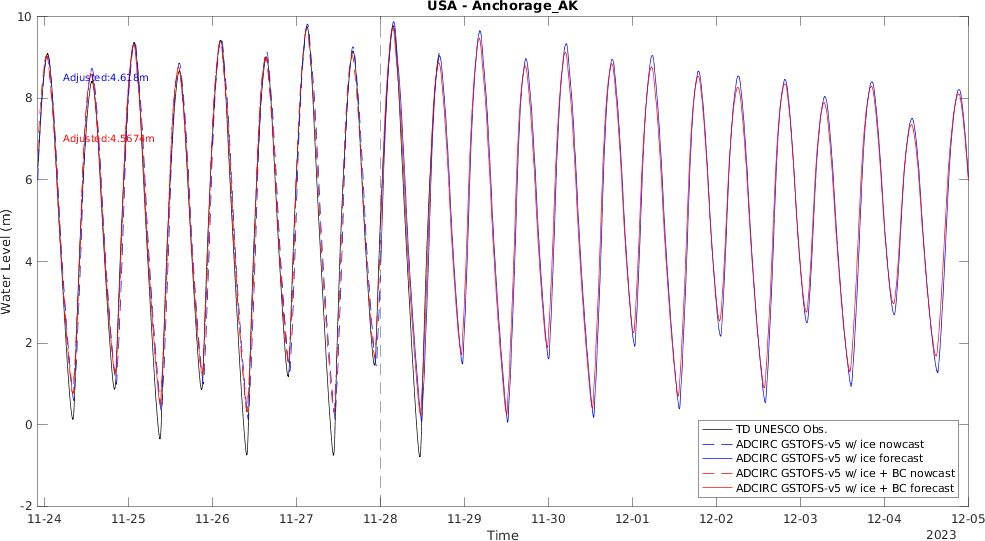 USA - Anchorage_AK
10
8
6
4
2
0
-2
Water Level (m)
Adjusted:4.618m
Adjusted:4.5674m
TD UNESCO Obs.
ADCIRC GSTOFS-v5 w/ ice nowcast
ADCIRC GSTOFS-v5 w/ ice forecast
ADCIRC GSTOFS-v5 w/ ice + BC nowcast
ADCIRC GSTOFS-v5 w/ ice + BC forecast
11-24 11-25 11-26 11-27 11-28 11-29 11-30 12-01 12-02 12-03 12-04 12-05
Time
2023